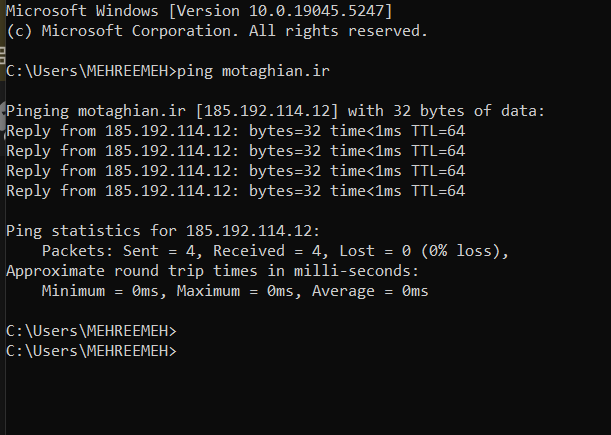 Microsoft Windows [Version 10.0.19045.5247]
(c) Microsoft Corporation. All rights reserved.
C:\Users\MEHREEMEH>ping motaghian.ir
Pinging motaghian.ir [185.192.114.12] with 32 bytes of data:
Reply from 185.192.114.12: bytes=32 time<1ms TTL=64
Reply from 185.192.114.12: bytes=32 time<1ms TTL=64
Reply from 185.192.114.12: bytes=32 time<1ms TTL=64
Reply from 185.192.114.12: bytes=32 time<1ms TTL=64
Ping statistics for 185.192.114.12:
    Packets: Sent = 4, Received = 4, Lost = 0 (0% loss),
Approximate round trip times in milli-seconds:
    Minimum = 0ms, Maximum = 0ms, Average = 0ms
C:\Users\MEHREEMEH>
C:\Users\MEHREEMEH>